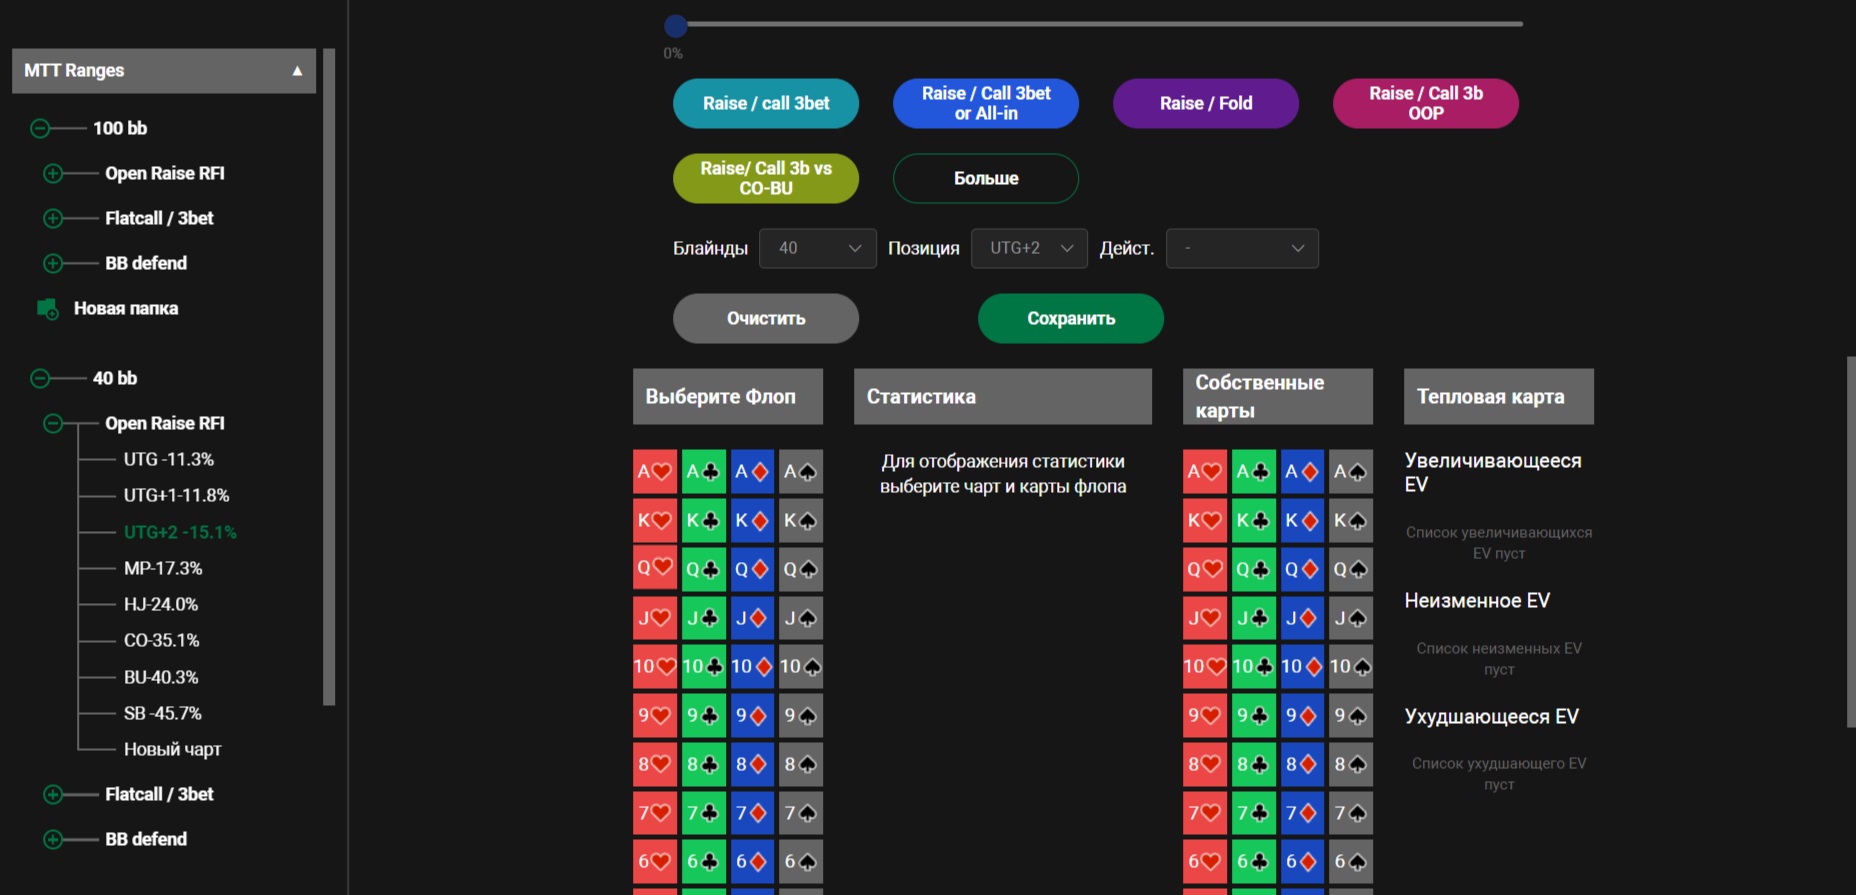 MTT Ranges ▲
100 bb
Open Raise RFI
Flatcall / 3bet
BB defend
Новая папка
40 bb
Open Raise RFI
UTG -11.3%
UTG+1-11.8%
UTG+2 -15.1%
MP-17.3%
HJ-24.0%
CO-35.1%
BU-40.3%
SB -45.7%
Новый чарт
Flatcall / 3bet
BB defend
0%
Raise / call 3bet
Raise / Call 3bet
or All-in
Raise / Fold
Raise / Call 3b
OOP
Raise/ Call 3b vs
CO-BU
Больше
Блайнды 40 Позиция UTG+2 Дейст. -
Очистить Сохранить
Выберите Флоп
A♥ A♣ A♦ A♠
K♥ K♣ K♦ K♠
Q♥ Q♣ Q♦ Q♠
J♥ J♣ J♦ J♠
10♥ 10♣ 10♦ 10♠
9♥ 9♣ 9♦ 9♠
8♥ 8♣ 8♦ 8♠
7♥ 7♣ 7♦ 7♠
6♥ 6♣ 6♦ 6♠
Статистика
Для отображения статистики
выберите чарт и карты флопа
Собственные
карты
A♥ A♣ A♦ A♠
K♥ K♣ K♦ K♠
Q♥ Q♣ Q♦ Q♠
J♥ J♣ J♦ J♠
10♥ 10♣ 10♦ 10♠
9♥ 9♣ 9♦ 9♠
8♥ 8♣ 8♦ 8♠
7♥ 7♣ 7♦ 7♠
6♥ 6♣ 6♦ 6♠
Тепловая карта
Увеличивающееся
EV
Список увеличивающихся
EV пуст
Неизменное EV
Список неизменных EV
пуст
Ухудшающееся EV
Список ухудшающего EV
пуст